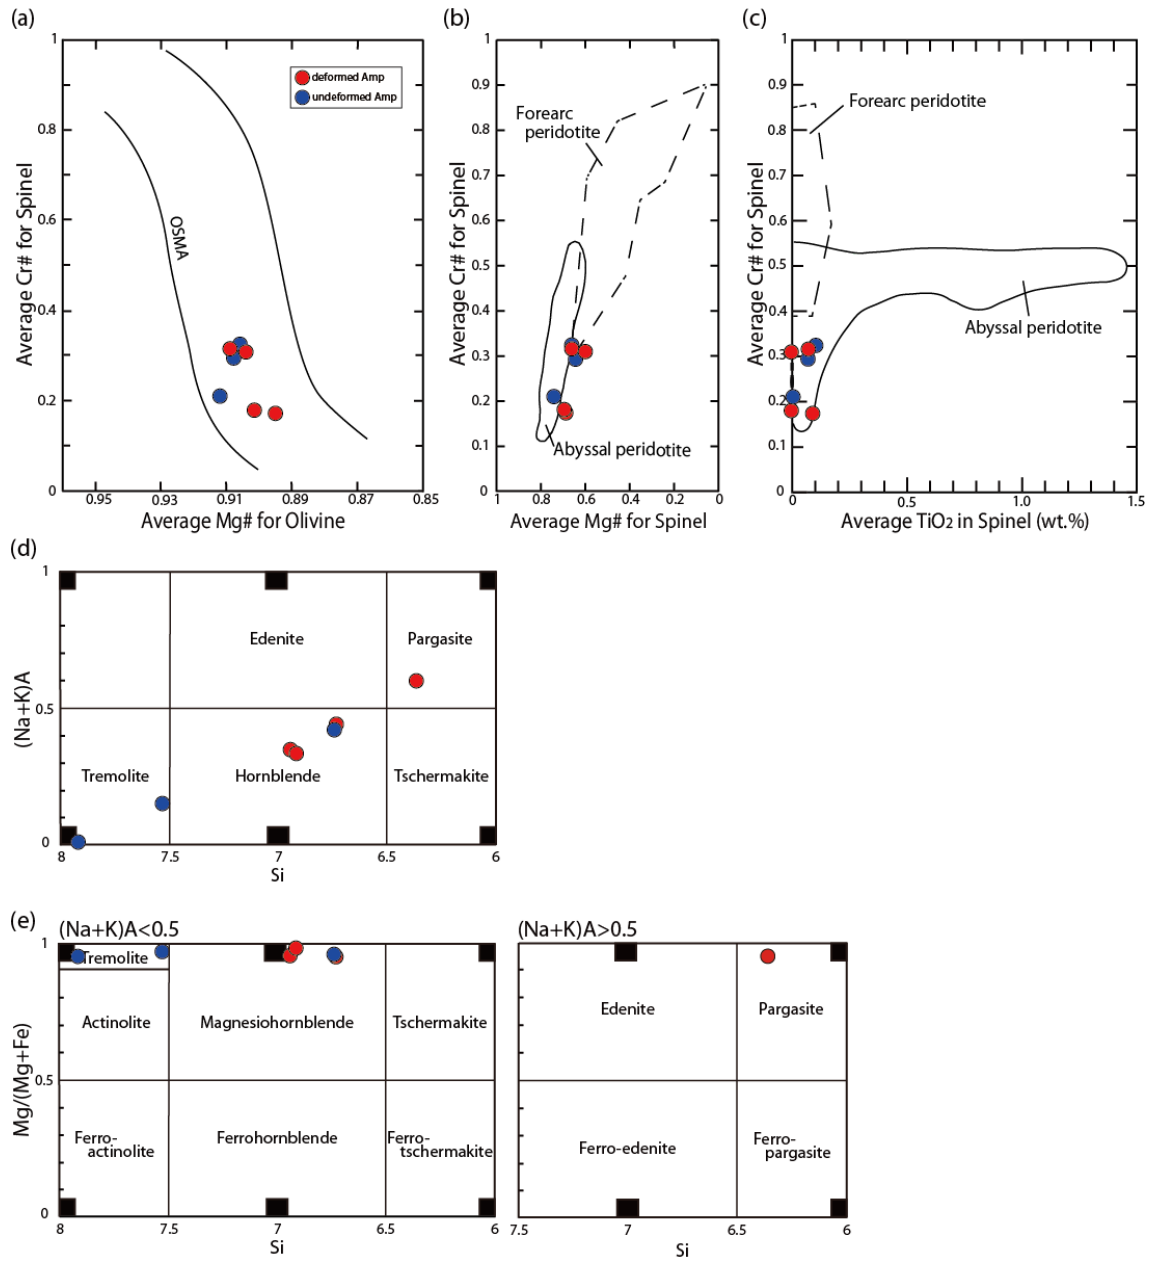 (a)
(b)
(c)
1
0.8
0.6
0.4
0.2
0
Average Cr# for Spinel
OSMA
deformed Amp
undeformed Amp
0.95
0.93
0.91
0.89
0.87
0.85
Average Mg# for Olivine
1
0.9
0.8
0.7
0.6
0.5
0.4
0.3
0.2
0.1
0
Average Cr# for Spinel
Forearc
peridotite
Abyssal peridotite
1
0.8
0.6
0.4
0.2
0
Average Mg# for Spinel
1
0.9
0.8
0.7
0.6
0.5
0.4
0.3
0.2
0.1
0
Average Cr# for Spinel
Forearc peridotite
Abyssal peridotite
0
0.5
1.0
1.5
Average TiO2 in Spinel (wt.%)
(d)
1
0.5
0
(Na+K)A
Edenite
Pargasite
Tremolite
Hornblende
Tschermakite
8
7.5
7
6.5
6
Si
(e)
(Na+K)A<0.5
1
0.5
0
Mg/(Mg+Fe)
Tremolite
Actinolite
Magnesiohornblende
Tschermakite
Ferro-
actinolite
Ferrohornblende
Ferro-
tschermakite
8
7.5
7
6.5
6
Si
(Na+K)A>0.5
Edenite
Pargasite
Ferro-edenite
Ferro-
pargasite
7.5
7
6.5
6
Si